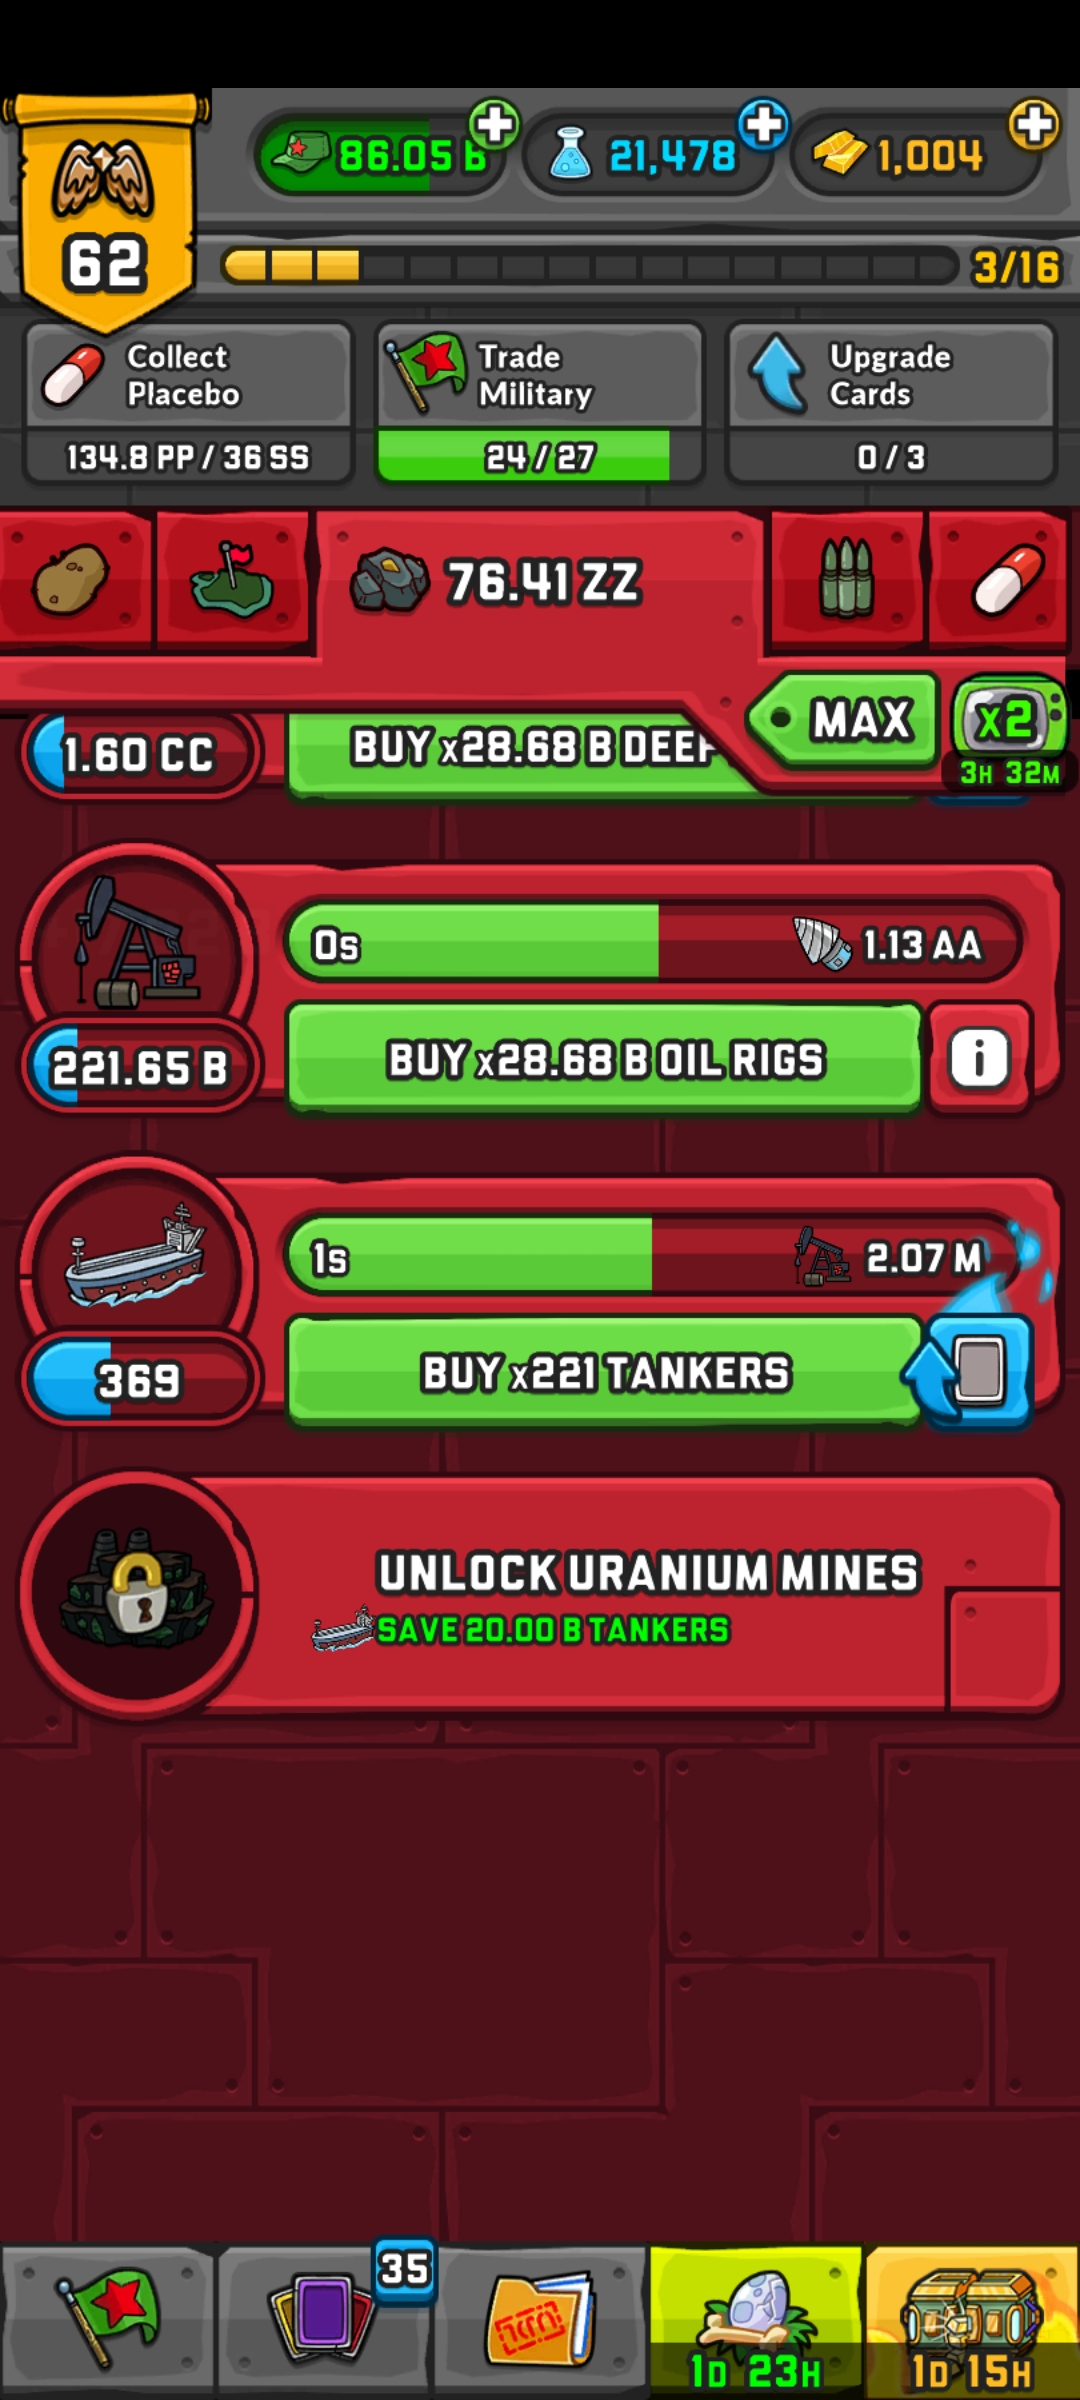 86.05 B
21,478
1,004
62
3/16
Collect
Placebo
134.8 PP / 36 SS
Trade
Military
24 / 27
Upgrade
Cards
0 / 3
76.41 ZZ
MAX
x2
3H 32M
1.60 CC
BUY x28.68 B DEEP
0s
1.13 AA
221.65 B
BUY x28.68 B OIL RIGS
i
1s
2.07 M
369
BUY x221 TANKERS
UNLOCK URANIUM MINES
SAVE 20.00 B TANKERS
35
1D 23H
1D 15H